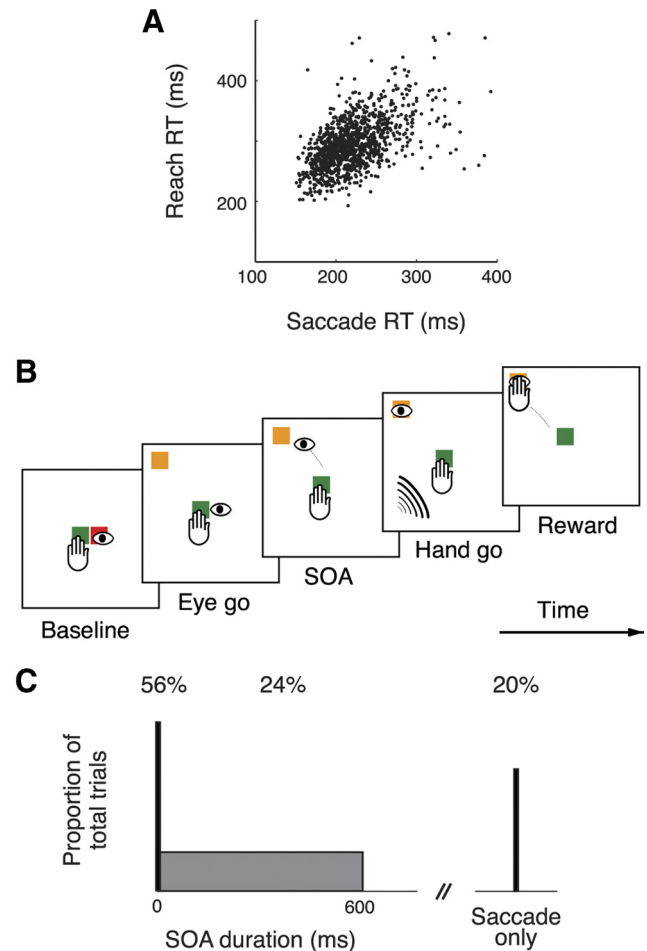 A
Reach RT (ms)
400
200
100 200 300 400
Saccade RT (ms)
B
Baseline
Eye go
SOA
Hand go
Reward
Time
C
56% 24% 20%
Proportion of
total trials
0 600
SOA duration (ms)
//
Saccade
only